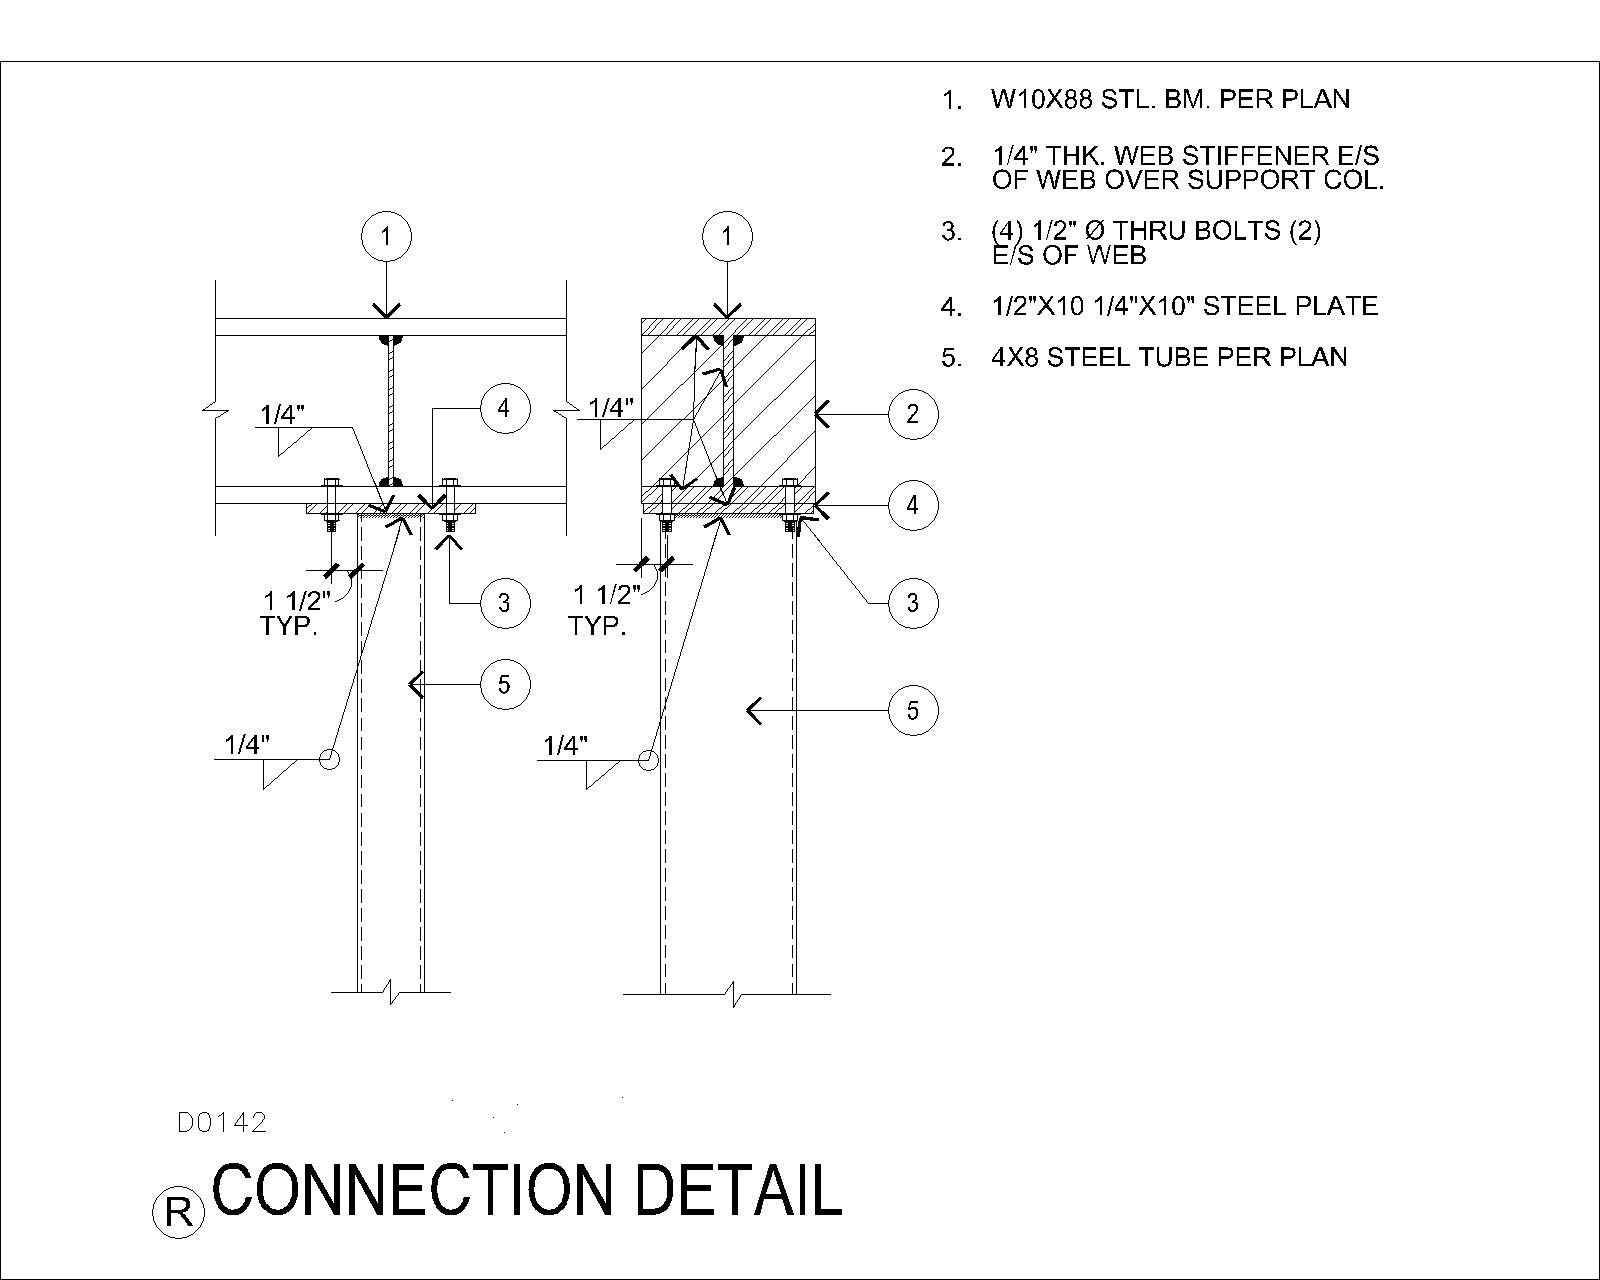 1. W10X88 STL. BM. PER PLAN
2. 1/4" THK. WEB STIFFENER E/S
OF WEB OVER SUPPORT COL.
3. (4) 1/2" Ø THRU BOLTS (2)
E/S OF WEB
4. 1/2"X10 1/4"X10" STEEL PLATE
5. 4X8 STEEL TUBE PER PLAN
1
1
1/4"
4
1/4"
2
4
1 1/2"
TYP.
3
1 1/2"
TYP.
3
5
5
1/4"
1/4"
D0142
R CONNECTION DETAIL